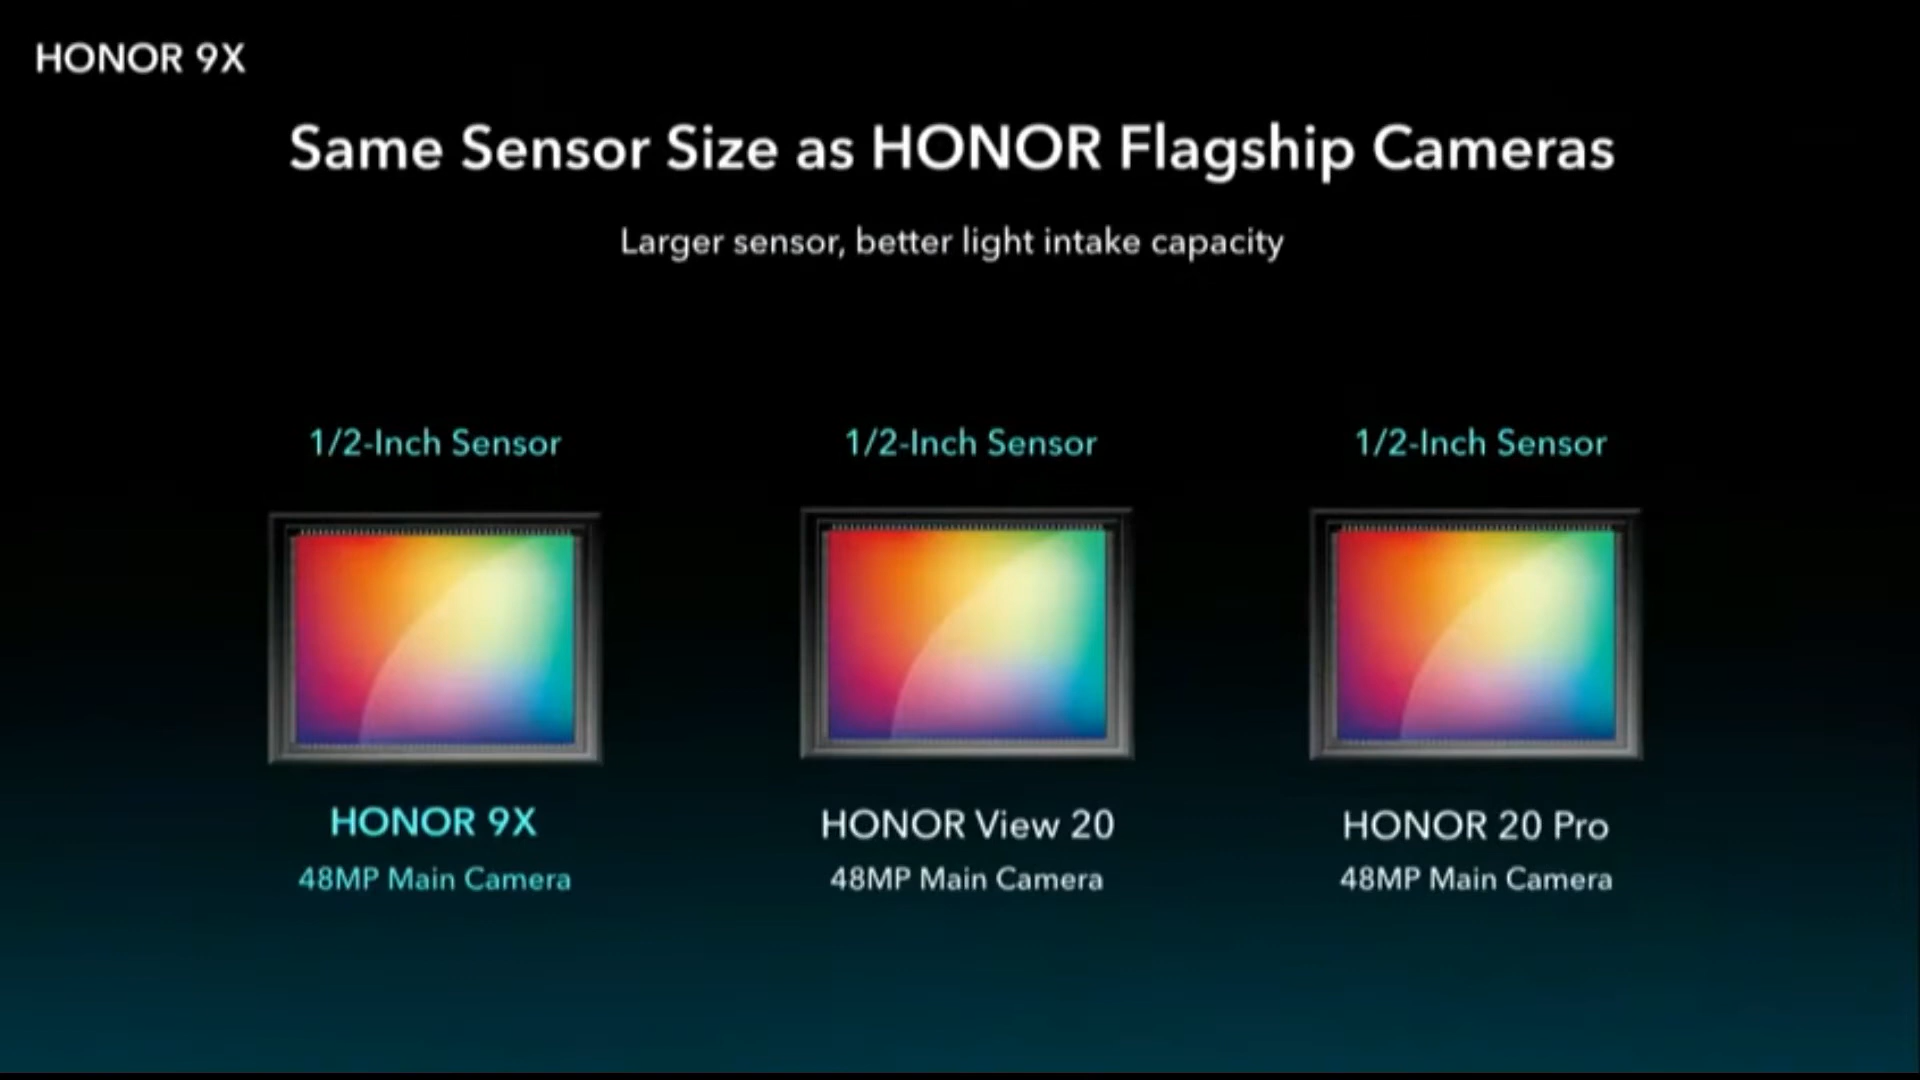 HONOR 9X
Same Sensor Size as HONOR Flagship Cameras
Larger sensor, better light intake capacity
1/2-Inch Sensor
1/2-Inch Sensor
1/2-Inch Sensor
HONOR 9X
HONOR View 20
HONOR 20 Pro
48MP Main Camera
48MP Main Camera
48MP Main Camera